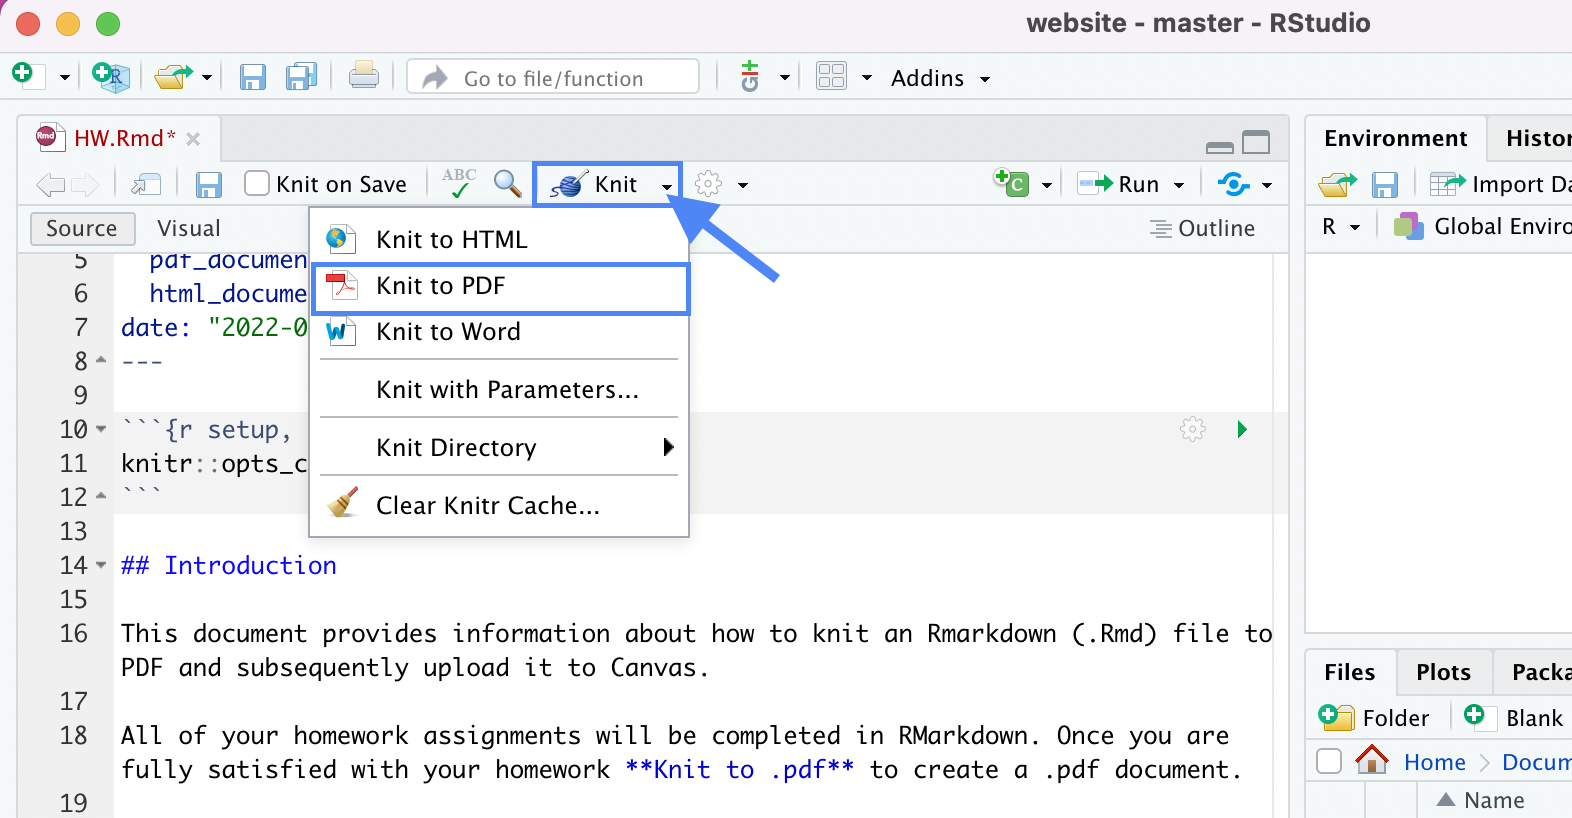 website - master - RStudio
Go to file/function
Addins
HW.Rmd*
Knit on Save
ABC
Knit
Run
Source
Visual
Outline
Knit to HTML
Knit to PDF
Knit to Word
Knit with Parameters...
Knit Directory
Clear Knitr Cache...
5 pdf_documen
6 html_docume
7 date: "2022-0
8 ---
9
10 ```{r setup,
11 knitr::opts_c
12 ```
13
14 ## Introduction
15
16 This document provides information about how to knit an Rmarkdown (.Rmd) file to
PDF and subsequently upload it to Canvas.
17
18 All of your homework assignments will be completed in RMarkdown. Once you are
fully satisfied with your homework **Knit to .pdf** to create a .pdf document.
19
Environment
Histor
Import Da
R
Global Enviro
Files
Plots
Packa
Folder
Blank
Home
Docum
Name